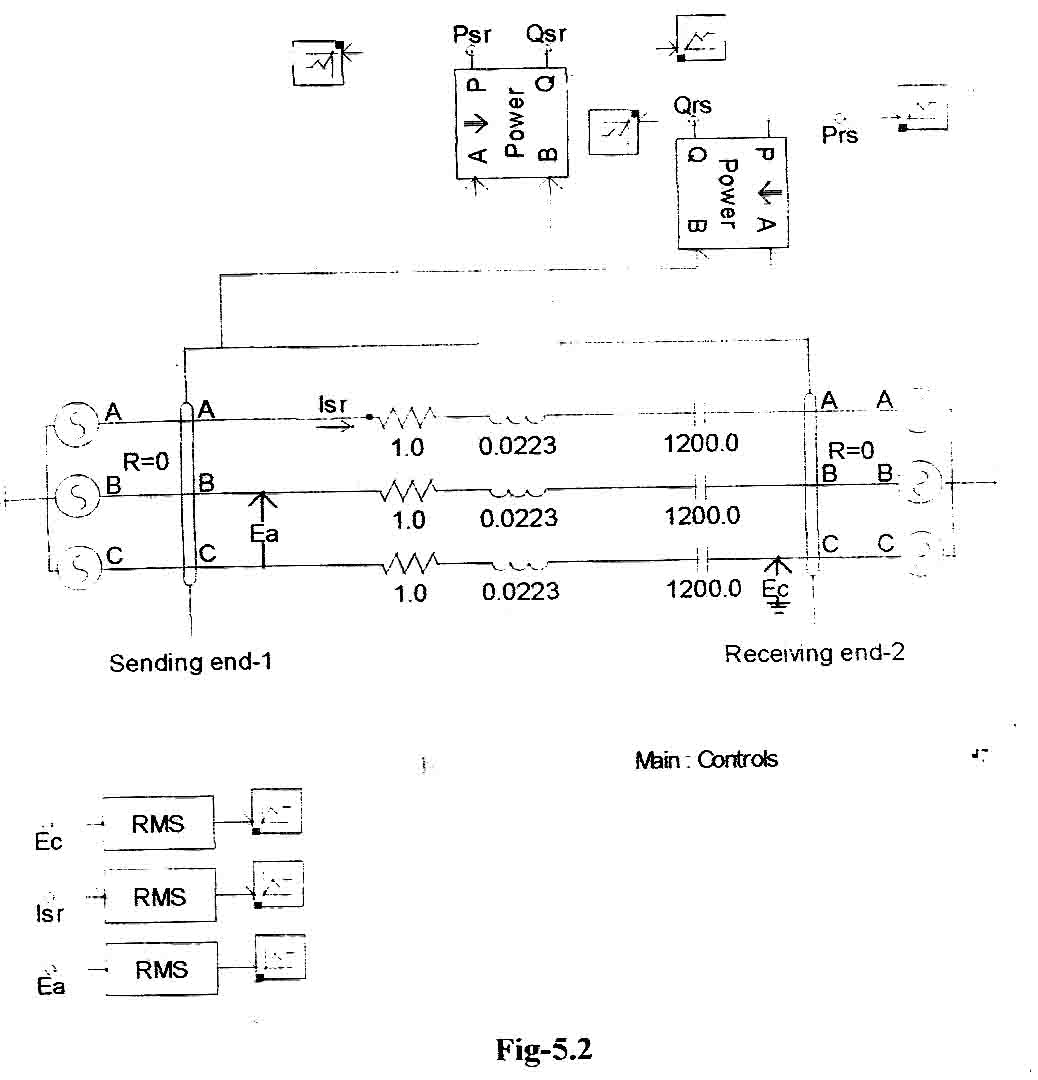 Psr Qsr
P Q
Power
A B
Qrs
Prs
Q P
Power
B A
A A Isr A A
1.0 0.0223 1200.0
R=0 R=0
B B B B
Ea
1.0 0.0223 1200.0
C C C C
1.0 0.0223 1200.0 Ec
Sending end-1 Receiving end-2
Main : Controls
Ec RMS
Isr RMS
Ea RMS
Fig-5.2